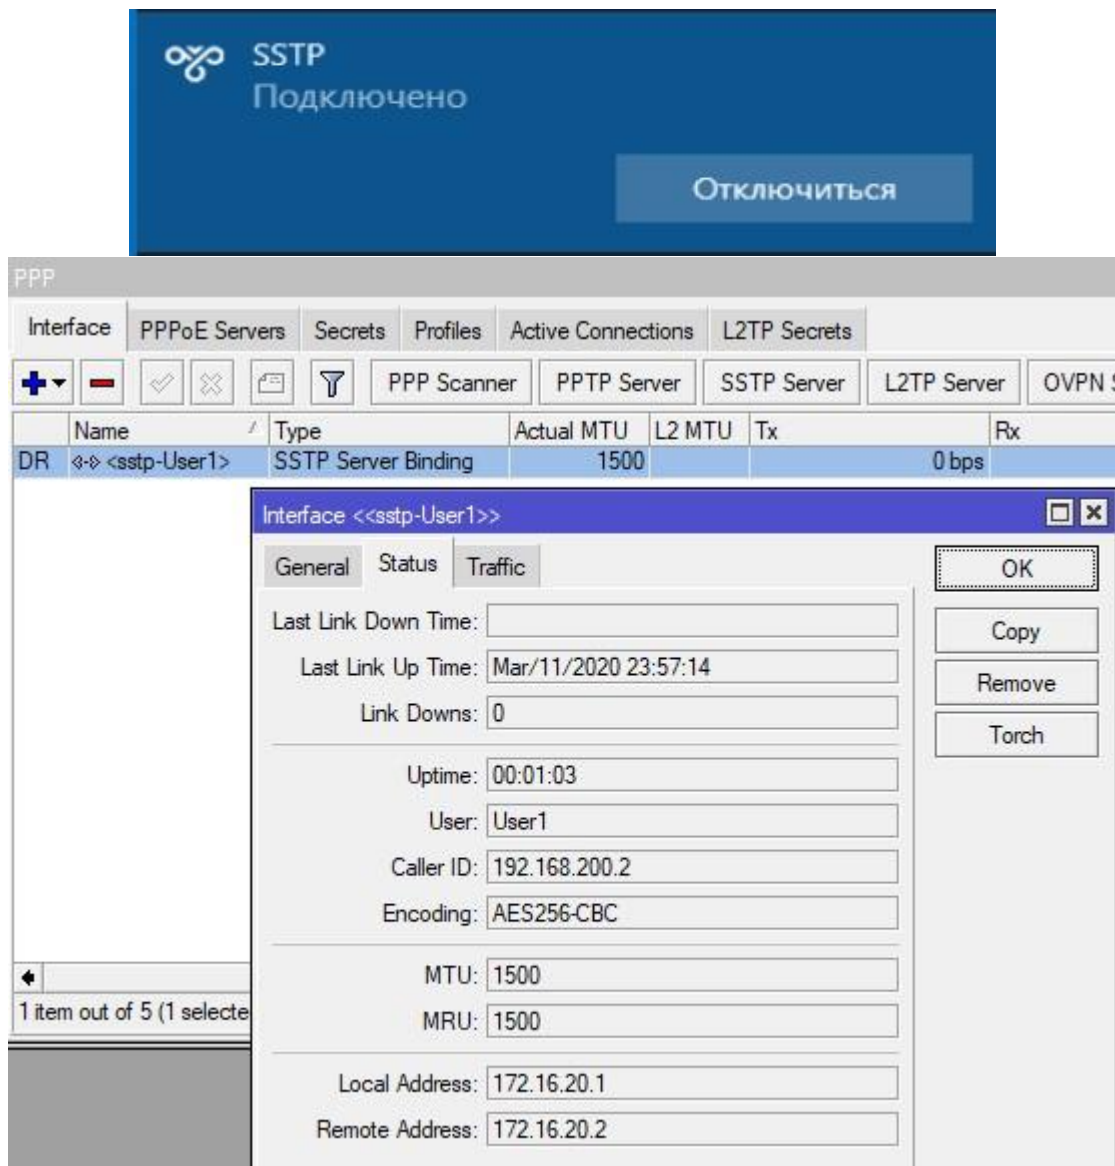 SSTP
Подключено
Отключиться
PPP
Interface PPPoE Servers Secrets Profiles Active Connections L2TP Secrets
PPP Scanner PPTP Server SSTP Server L2TP Server OVPN S
Name / Type Actual MTU L2 MTU Tx Rx
DR <sstp-User1> SSTP Server Binding 1500 0 bps
Interface <<sstp-User1>>
General Status Traffic OK
Last Link Down Time: Copy
Last Link Up Time: Mar/11/2020 23:57:14 Remove
Link Downs: 0 Torch
Uptime: 00:01:03
User: User1
Caller ID: 192.168.200.2
Encoding: AES256-CBC
MTU: 1500
1 item out of 5 (1 selecte
MRU: 1500
Local Address: 172.16.20.1
Remote Address: 172.16.20.2